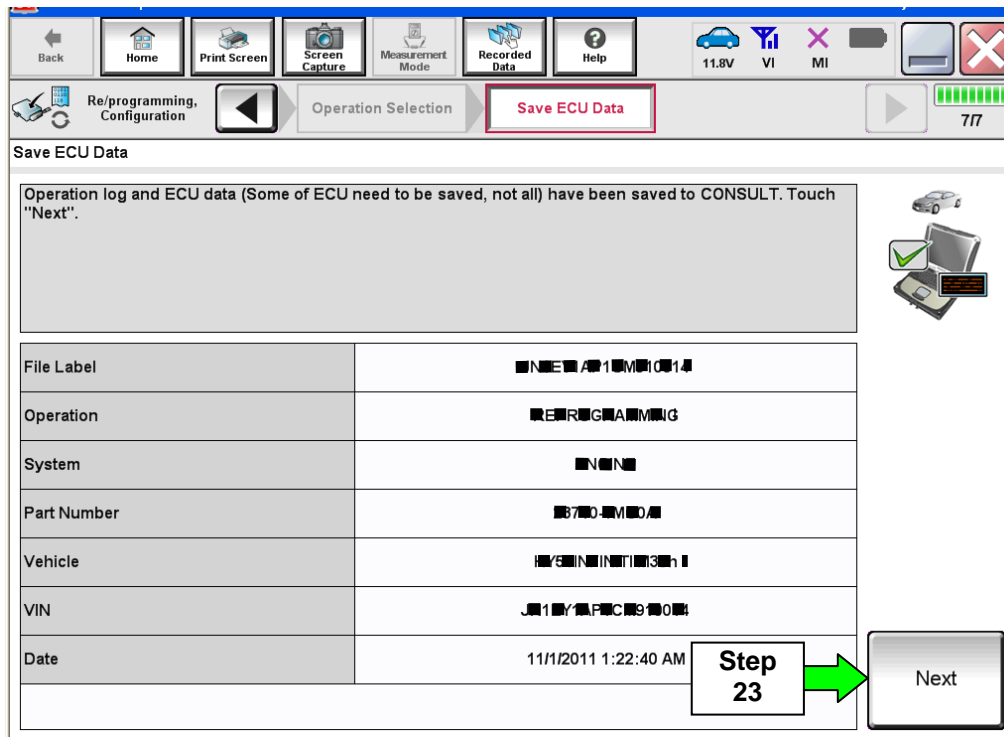 Back
Home
Print Screen
Screen
Capture
Measurement
Mode
Recorded
Data
Help
11.8V
VI
MI
Re/programming,
Configuration
Operation Selection
Save ECU Data
7/7
Save ECU Data
Operation log and ECU data (Some of ECU need to be saved, not all) have been saved to CONSULT. Touch
"Next".
File Label
Operation
System
Part Number
Vehicle
VIN
Date
11/1/2011 1:22:40 AM
Step
23
Next